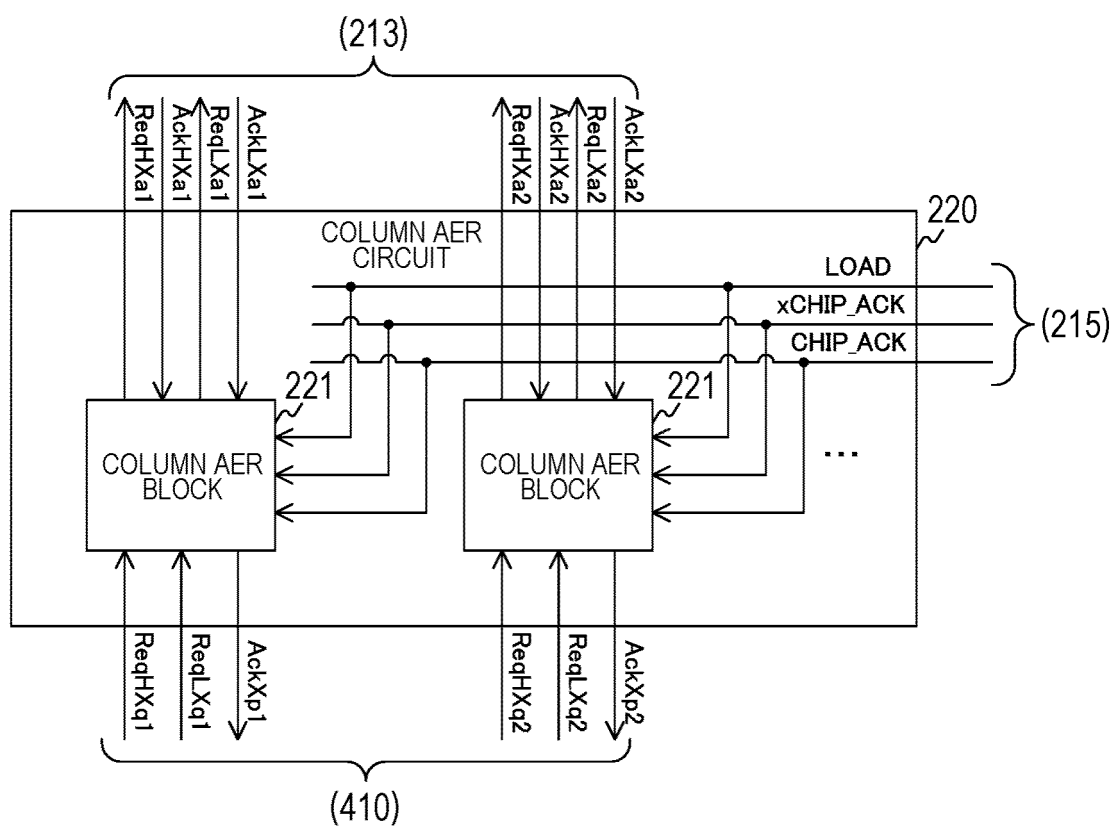 (213)
ReqHXa1
AckHXa1
ReqLXa1
AckLXa1
ReqHXa2
AckHXa2
ReqLXa2
AckLXa2
220
COLUMN AER
CIRCUIT
LOAD
xCHIP_ACK
CHIP_ACK
(215)
221
COLUMN AER
BLOCK
221
COLUMN AER
BLOCK
...
ReqHXq1
ReqLXq1
AckXp1
ReqHXq2
ReqLXq2
AckXp2
(410)